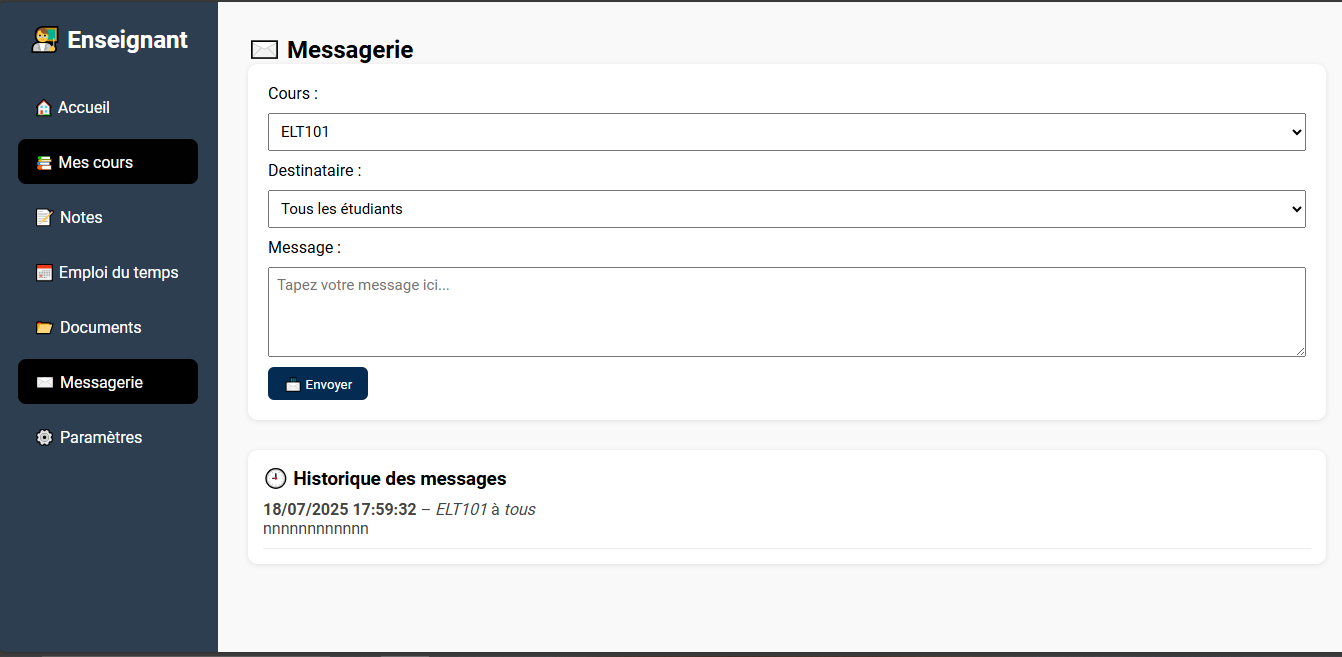 Enseignant
Accueil
Mes cours
Notes
Emploi du temps
Documents
Messagerie
Paramètres
Messagerie
Cours :
ELT101
Destinataire :
Tous les étudiants
Message :
Tapez votre message ici...
Envoyer
Historique des messages
18/07/2025 17:59:32 – ELT101 à tous
nnnnnnnnnnnn